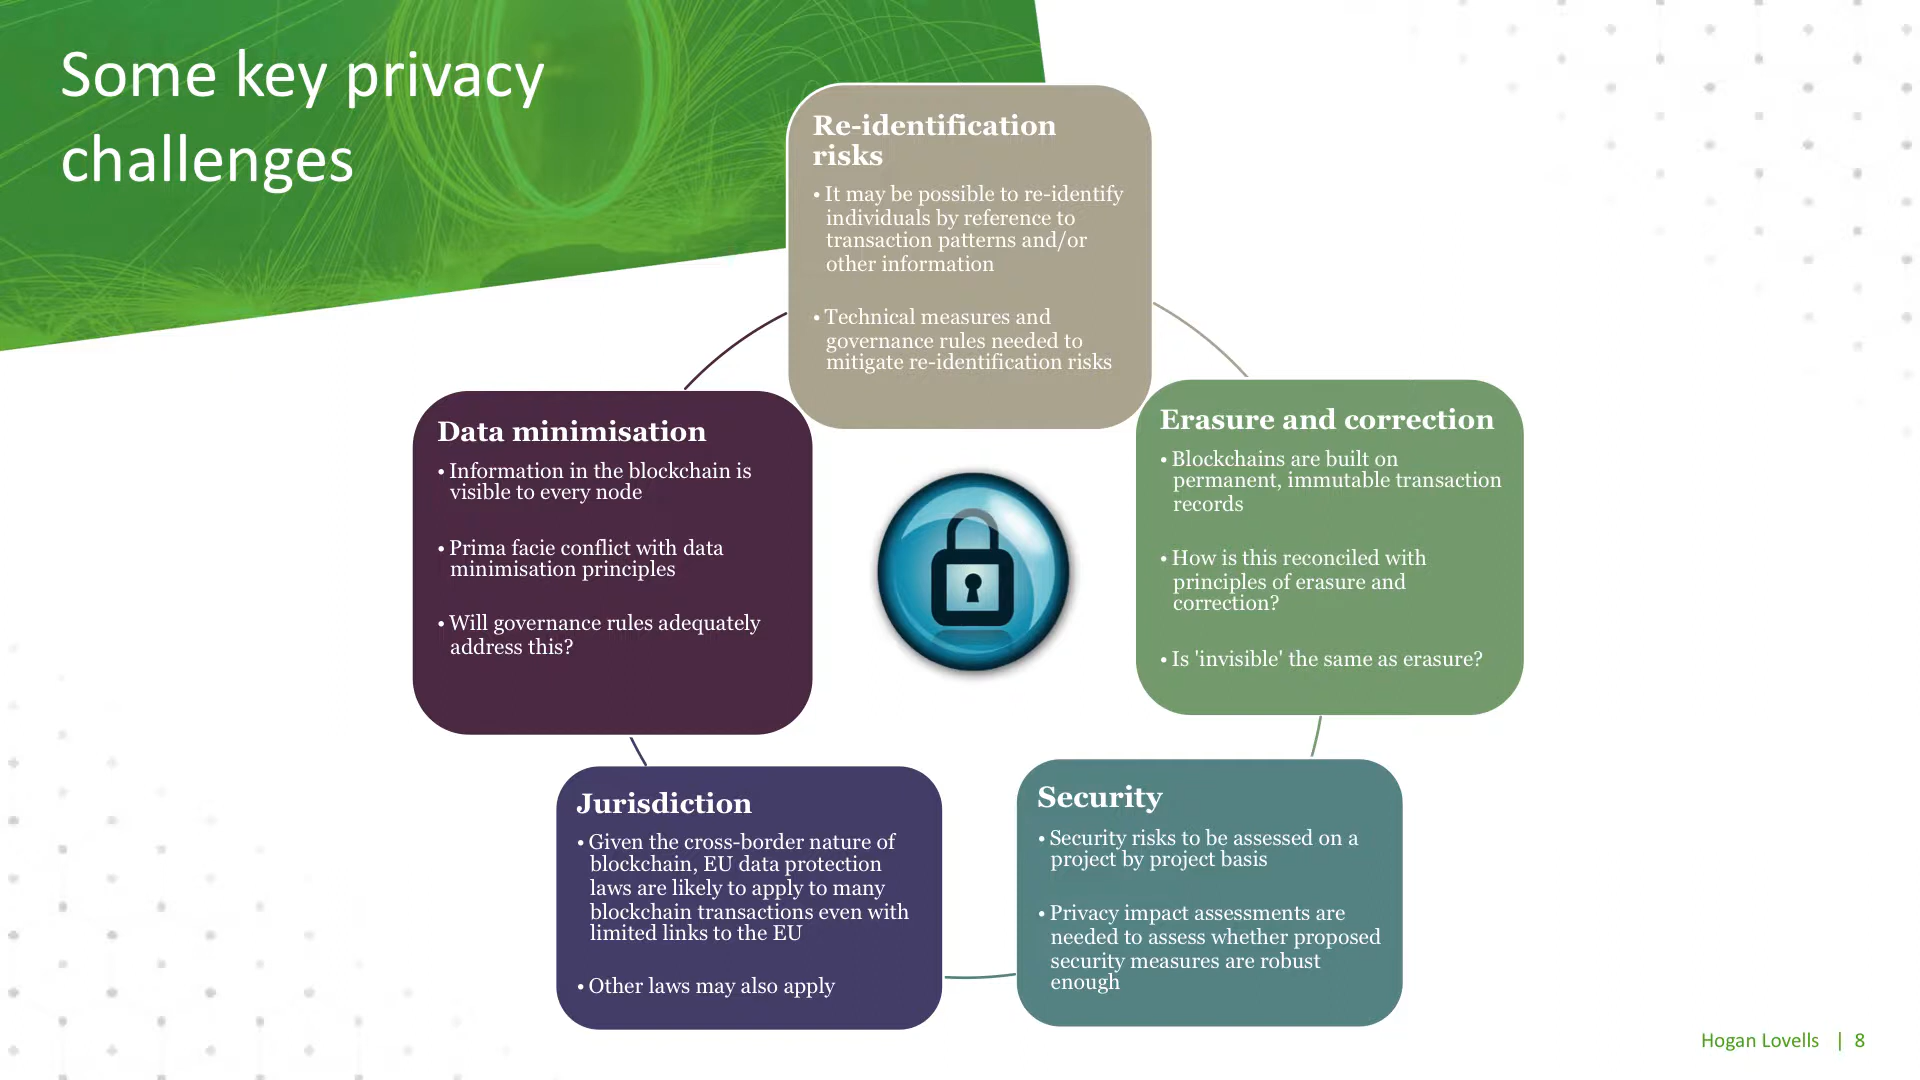 Some key privacy
challenges
Re-identification
risks
• It may be possible to re-identify
individuals by reference to
transaction patterns and/or
other information
• Technical measures and
governance rules needed to
mitigate re-identification risks
Erasure and correction
• Blockchains are built on
permanent, immutable transaction
records
• How is this reconciled with
principles of erasure and
correction?
• Is 'invisible' the same as erasure?
Security
• Security risks to be assessed on a
project by project basis
• Privacy impact assessments are
needed to assess whether proposed
security measures are robust
enough
Jurisdiction
• Given the cross-border nature of
blockchain, EU data protection
laws are likely to apply to many
blockchain transactions even with
limited links to the EU
• Other laws may also apply
Data minimisation
• Information in the blockchain is
visible to every node
• Prima facie conflict with data
minimisation principles
• Will governance rules adequately
address this?
Hogan Lovells | 8